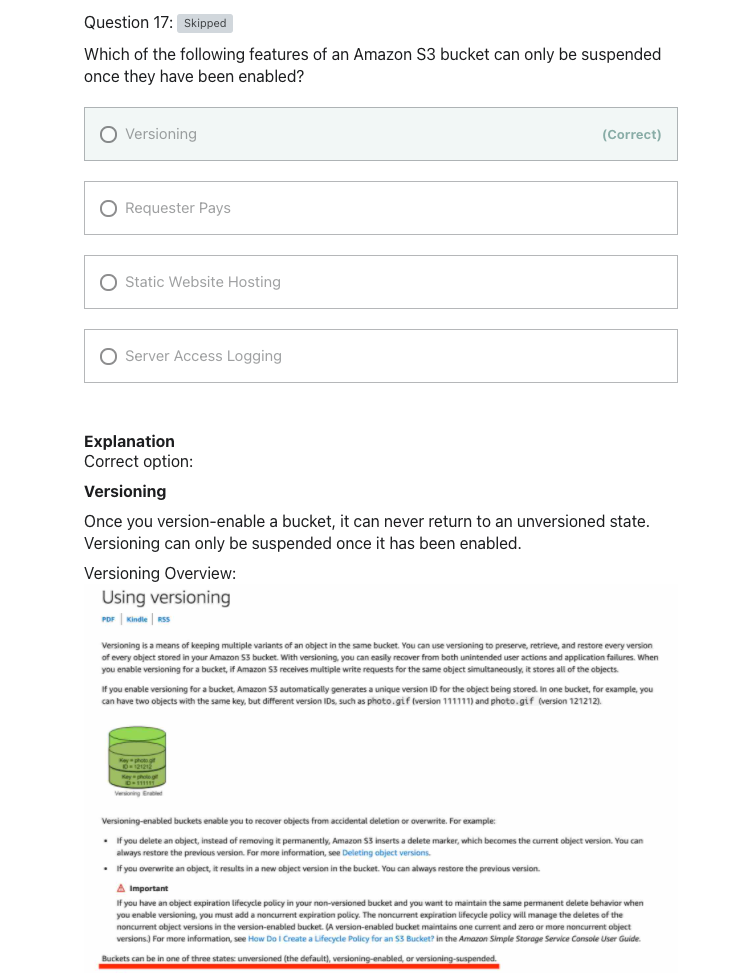 Question 17: Skipped
Which of the following features of an Amazon S3 bucket can only be suspended
once they have been enabled?
Versioning (Correct)
Requester Pays
Static Website Hosting
Server Access Logging
Explanation
Correct option:
Versioning
Once you version-enable a bucket, it can never return to an unversioned state.
Versioning can only be suspended once it has been enabled.
Versioning Overview:
Using versioning
PDF | Kindle | RSS
Versioning is a means of keeping multiple variants of an object in the same bucket. You can use versioning to preserve, retrieve, and restore every version
of every object stored in your Amazon S3 bucket. With versioning, you can easily recover from both unintended user actions and application failures. When
you enable versioning for a bucket, if Amazon S3 receives multiple write requests for the same object simultaneously, it stores all of the objects.
If you enable versioning for a bucket, Amazon S3 automatically generates a unique version ID for the object being stored. In one bucket, for example, you
can have two objects with the same key, but different version IDs, such as photo.gif (version 111111) and photo.gif (version 121212).
Key = photo.gif
ID = 121212
Key = photo.gif
ID = 111111
Versioning Enabled
Versioning-enabled buckets enable you to recover objects from accidental deletion or overwrite. For example:
• If you delete an object, instead of removing it permanently, Amazon S3 inserts a delete marker, which becomes the current object version. You can
always restore the previous version. For more information, see Deleting object versions.
• If you overwrite an object, it results in a new object version in the bucket. You can always restore the previous version.
Important
If you have an object expiration lifecycle policy in your non-versioned bucket and you want to maintain the same permanent delete behavior when
you enable versioning, you must add a noncurrent expiration policy. The noncurrent expiration lifecycle policy will manage the deletes of the
noncurrent object versions in the version-enabled bucket. (A version-enabled bucket maintains one current and zero or more noncurrent object
versions.) For more information, see How Do I Create a Lifecycle Policy for an S3 Bucket? in the Amazon Simple Storage Service Console User Guide.
Buckets can be in one of three states: unversioned (the default), versioning-enabled, or versioning-suspended.